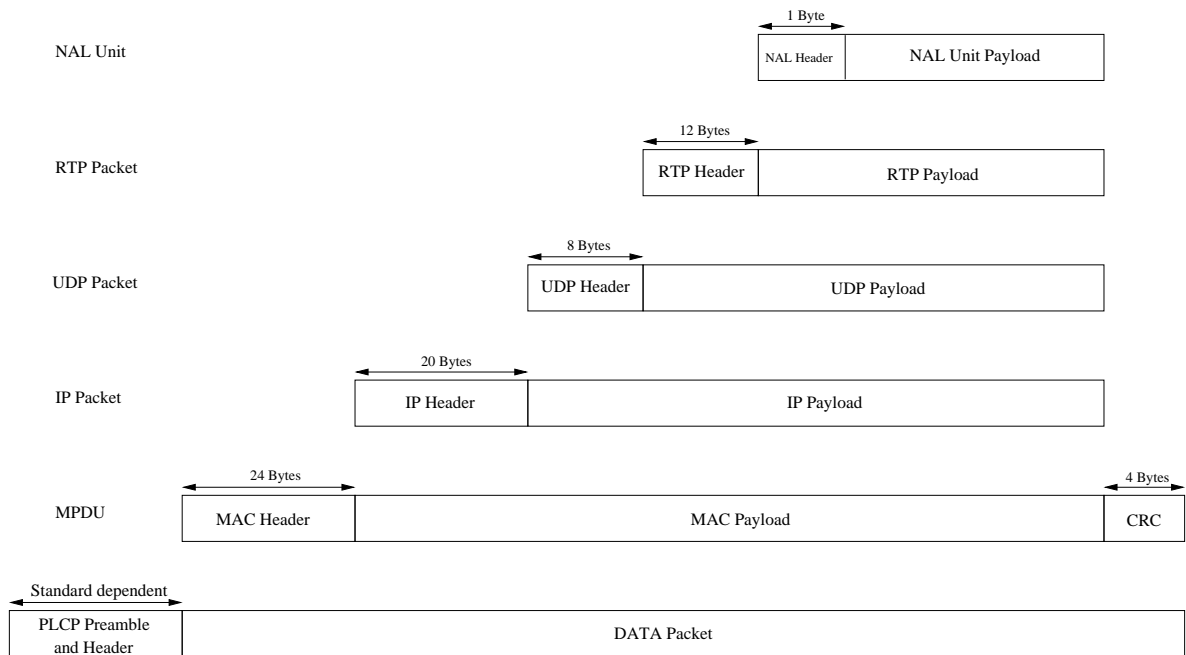 1 Byte
NAL Unit
NAL Header
NAL Unit Payload
12 Bytes
RTP Packet
RTP Header
RTP Payload
8 Bytes
UDP Packet
UDP Header
UDP Payload
20 Bytes
IP Packet
IP Header
IP Payload
24 Bytes
4 Bytes
MPDU
MAC Header
MAC Payload
CRC
Standard dependent
PLCP Preamble
and Header
DATA Packet